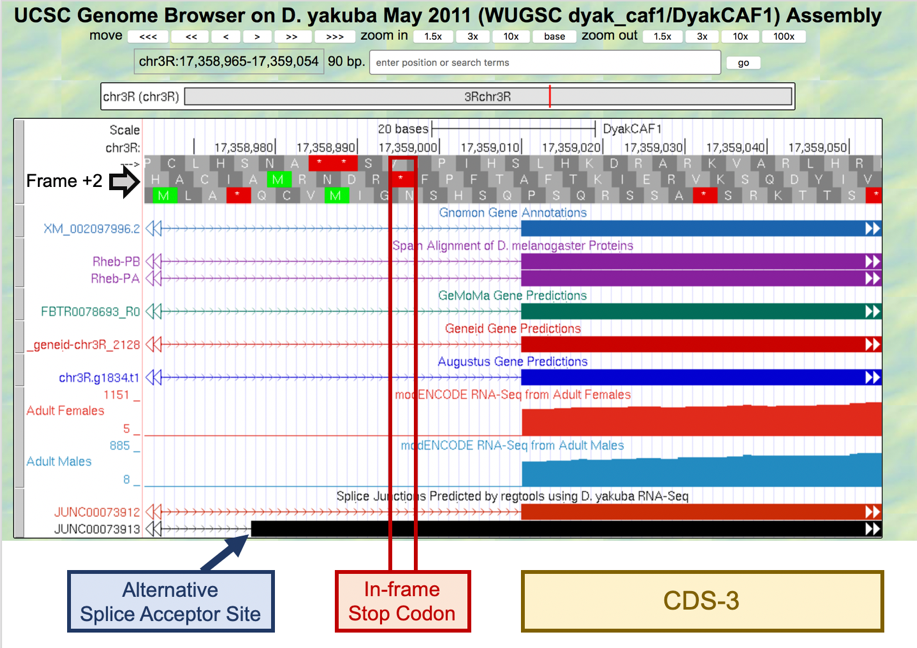 UCSC Genome Browser on D. yakuba May 2011 (WUGSC dyak_caf1/DyakCAF1) Assembly
move <<< << < > >> >>> zoom in 1.5x 3x 10x base zoom out 1.5x 3x 10x 100x
chr3R:17,358,965-17,359,054 90 bp. enter position or search terms go
chr3R (chr3R) 3Rchr3R
Scale 20 bases DyakCAF1
chr3R: 17,358,980 17,358,990 17,359,000 17,359,010 17,359,020 17,359,030 17,359,040 17,359,050
---> P C L H S N A * * S P I H S L H K D R A R K V A R L H R
Frame +2 H A C I A M R N D R * F P F T A F T K I E R V K S Q D Y I V
M L A * Q C V M I G N S H S Q P S Q R S S A * S R K T T S *
Gnomon Gene Annotations
XM_002097996.2
Spaln Alignment of D. melanogaster Proteins
Rheb-PB
Rheb-PA
GeMoMa Gene Predictions
FBTR0078693_R0
Geneid Gene Predictions
_geneid-chr3R_2128
Augustus Gene Predictions
chr3R.g1834.t1
1151 _ modENCODE RNA-Seq from Adult Females
Adult Females
5 _
885 _ modENCODE RNA-Seq from Adult Males
Adult Males
8 _
Splice Junctions Predicted by regtools using D. yakuba RNA-Seq
JUNC00073912
JUNC00073913
Alternative
Splice Acceptor Site
In-frame
Stop Codon
CDS-3